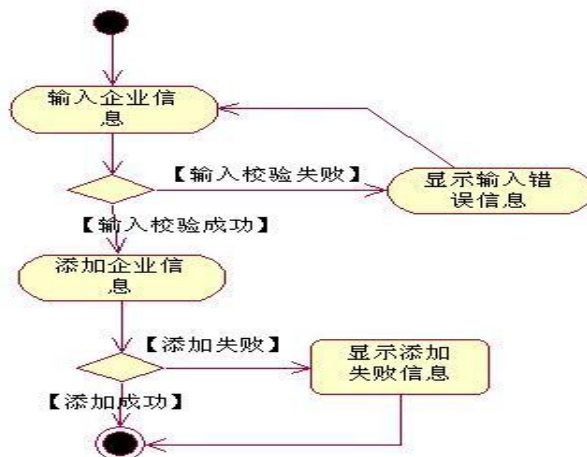 输入企业信
息
【输入校验失败】
显示输入错
误信息
【输入校验成功】
添加企业信
息
【添加失败】
显示添加
失败信息
【添加成功】